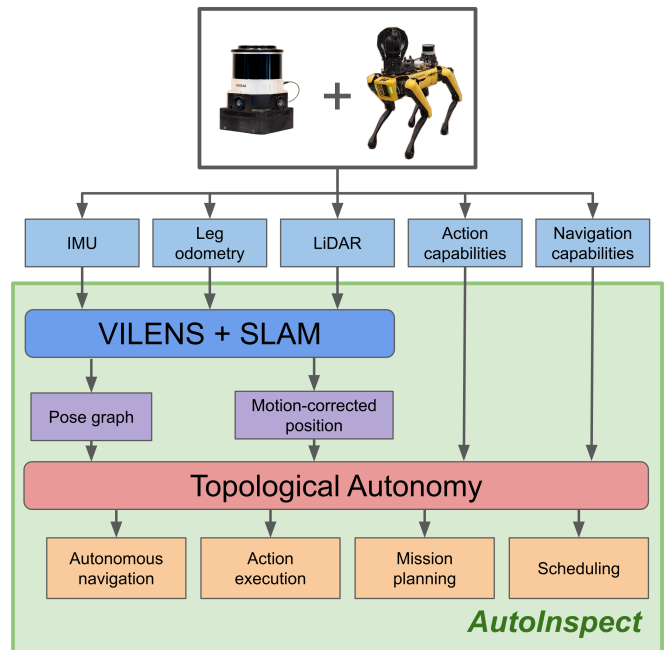 IMU
Leg
odometry
LiDAR
Action
capabilities
Navigation
capabilities
VILENS + SLAM
Pose graph
Motion-corrected
position
Topological Autonomy
Autonomous
navigation
Action
execution
Mission
planning
Scheduling
AutoInspect